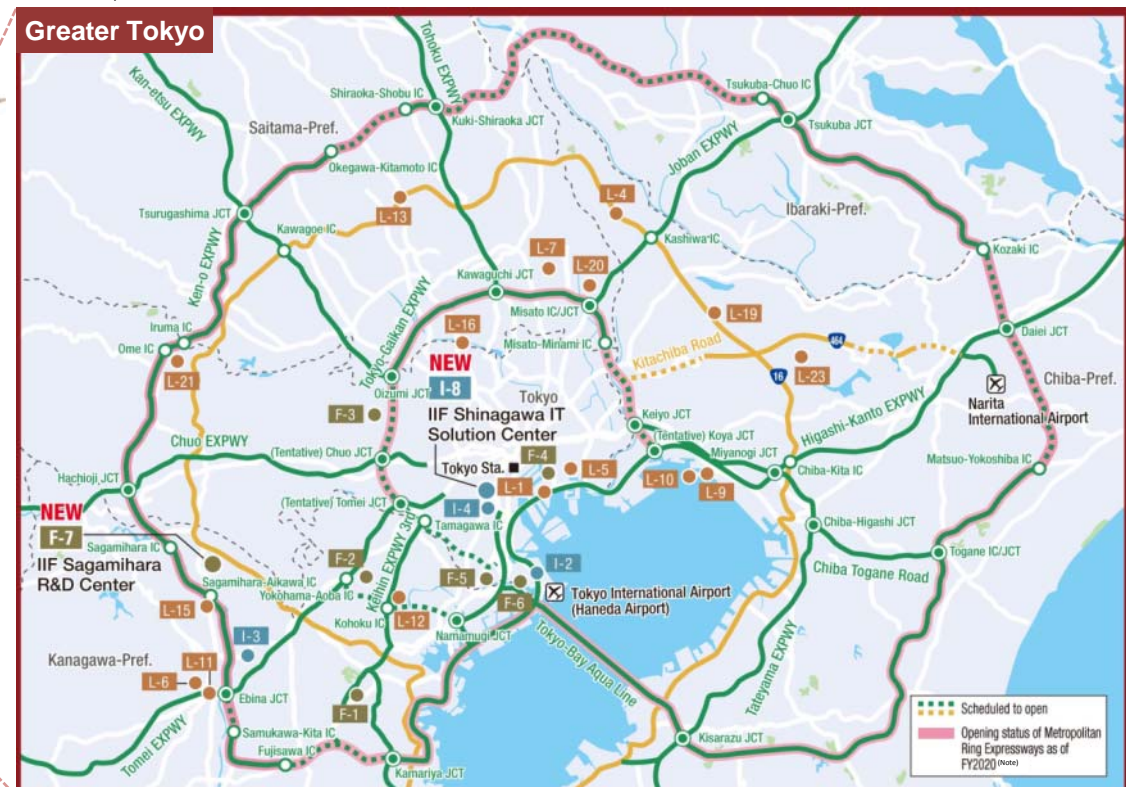 Greater Tokyo
Kan-etsu EXPWY
Tohoku EXPWY
Shiraoka-Shobu IC
Kuki-Shiraoka JCT
Tsukuba-Chuo IC
Tsukuba JCT
Saitama-Pref.
Okegawa-Kitamoto IC
Joban EXPWY
Ibaraki-Pref.
L-13
L-4
Tsurugashima JCT
Kawagoe IC
Kashiwa IC
Kozaki IC
Ken-o EXPWY
L-7
L-20
Kawaguchi JCT
Misato IC/JCT
Iruma IC
Ome IC
L-21
Tokyo-Gaikan EXPWY
L-16
Misato-Minami IC
L-19
Kitachiba Road
464
16
L-23
Daiei JCT
Chiba-Pref.
NEW
I-8
IIF Shinagawa IT
Solution Center
Oizumi JCT
Tokyo
F-3
Narita
International Airport
Higashi-Kanto EXPWY
Keiyo JCT
(Tentative) Koya JCT
Miyanogi JCT
Chiba-Kita IC
Matsuo-Yokoshiba IC
Chuo EXPWY
(Tentative) Chuo JCT
Tokyo Sta.
F-4
L-5
L-1
L-10
L-9
I-4
Hachioji JCT
(Tentative) Tomei JCT
Tamagawa IC
NEW
F-7
IIF Sagamihara
R&D Center
Sagamihara IC
Chiba-Higashi JCT
Togane IC/JCT
Chiba Togane Road
Keihin EXPWY 3rd
F-2
F-5
F-6
I-2
Tokyo International Airport
(Haneda Airport)
Sagamihara-Aikawa IC
Yokohama-Aoba IC
L-15
L-12
Kohoku IC
Namamugi JCT
Tokyo-Bay Aqua Line
Tateyama EXPWY
I-3
Kanagawa-Pref.
L-11
L-6
Ebina JCT
F-1
Tomei EXPWY
Samukawa-Kita IC
Fujisawa IC
Kamariya JCT
Kisarazu JCT
Scheduled to open
Opening status of Metropolitan
Ring Expressways as of
FY2020 (Note)